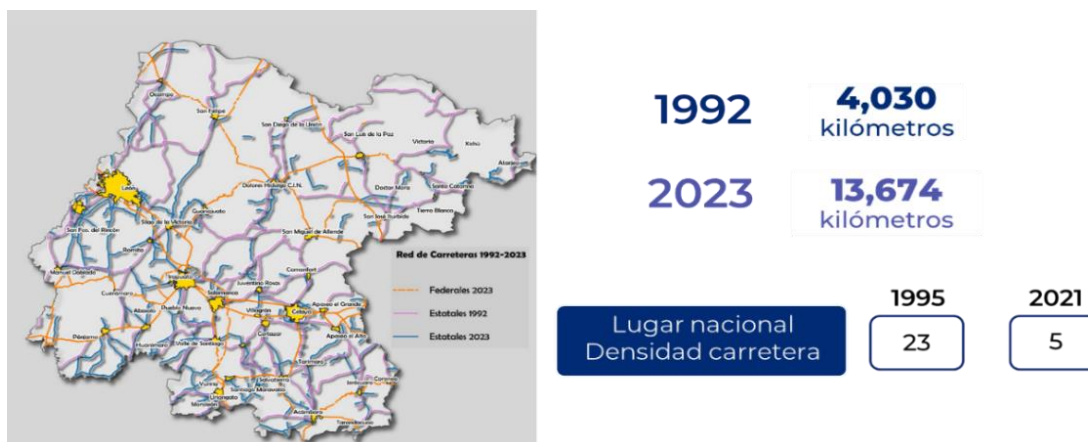 Ocampo
San Felipe
San Diego de la Unión
San Luis de la Paz
Victoria
Xichú
Atarjea
León
Dolores Hidalgo C.I.N.
Doctor Mora
Santa Catarina
Guanajuato
San José Iturbide
Tierra Blanca
Silao de la Victoria
San Fco. del Rincón
San Miguel de Allende
Romita
Manuel Doblado
Irapuato
Comonfort
Cuerámaro
Salamanca
Juventino Rosas
Abasolo
Pueblo Nuevo
Villagrán
Celaya
Apaseo el Grande
Pénjamo
Huanímaro
Valle de Santiago
Cortazar
Apaseo el Alto
Tarimoro
Yuriria
Salvatierra
Jerécuaro
Coroneo
Santiago Maravatío
Uriangato
Moroleón
Acámbaro
Tarandacuao
Red de Carreteras 1992-2023
Federales 2023
Estatales 1992
Estatales 2023
1992
4,030
kilómetros
2023
13,674
kilómetros
1995
2021
Lugar nacional
Densidad carretera
23
5